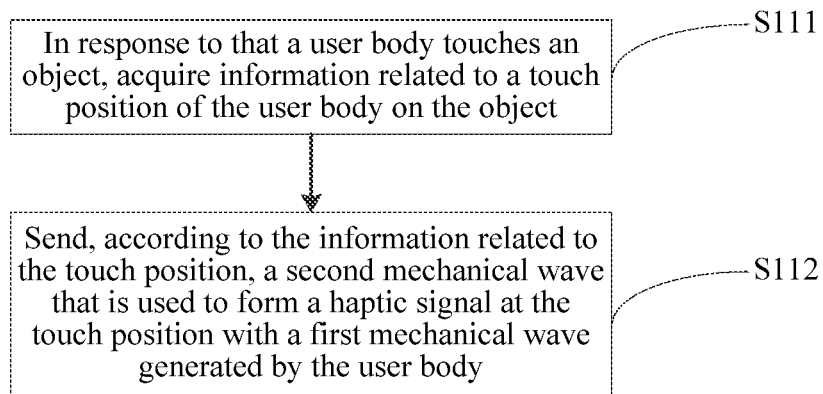 S111
In response to that a user body touches an
object, acquire information related to a touch
position of the user body on the object
Send, according to the information related to
the touch position, a second mechanical wave
that is used to form a haptic signal at the
touch position with a first mechanical wave
generated by the user body
S112